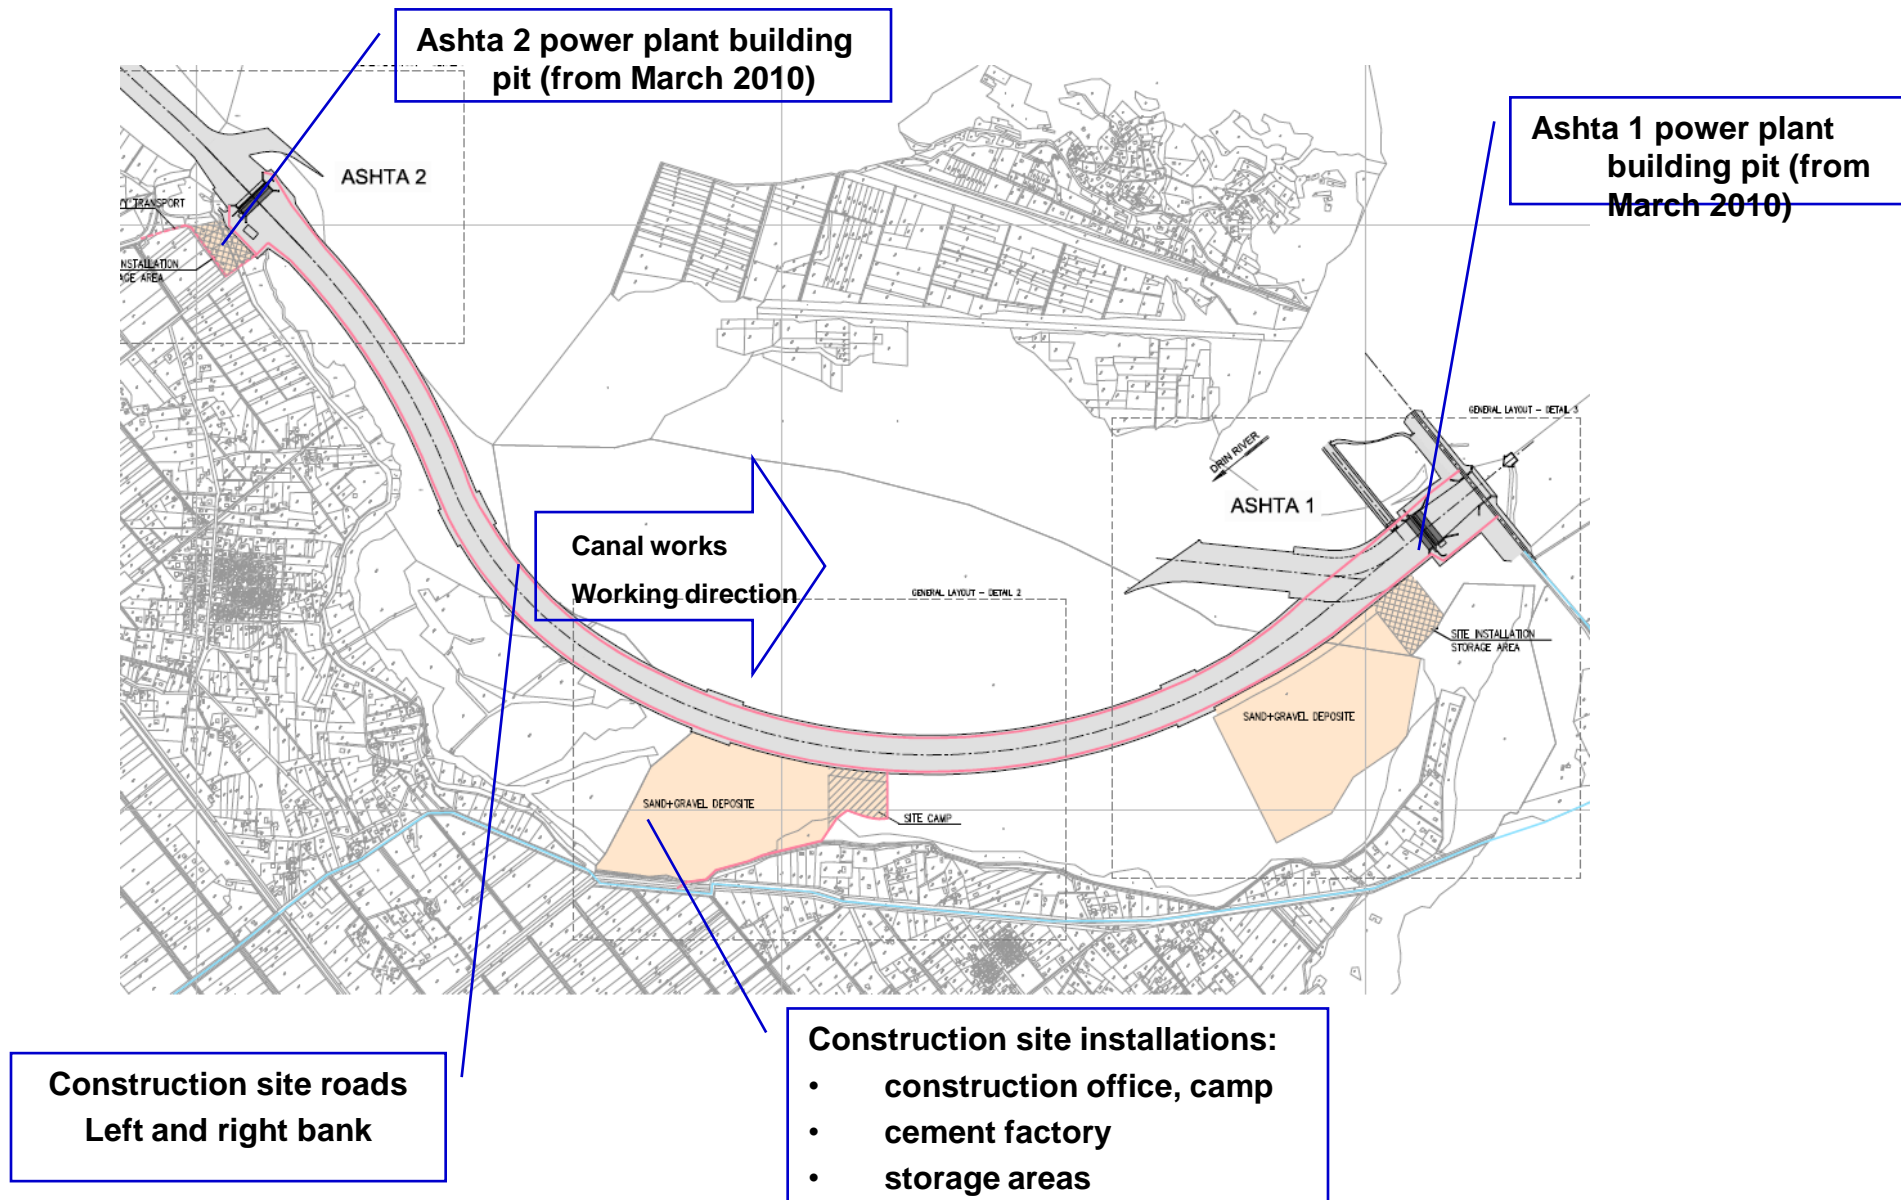 Ashta 2 power plant building
pit (from March 2010)
Ashta 1 power plant
building pit (from
March 2010)
ASHTA 2
TRANSPORT
INSTALLATION
AREA
GENERAL LAYOUT - DETAIL 3
DRIN RIVER
ASHTA 1
Canal works
Working direction
GENERAL LAYOUT - DETAIL 2
SITE INSTALLATION
STORAGE AREA
SAND+GRAVEL DEPOSITE
SAND+GRAVEL DEPOSITE
SITE CAMP
Construction site roads
Left and right bank
Construction site installations:
• construction office, camp
• cement factory
• storage areas